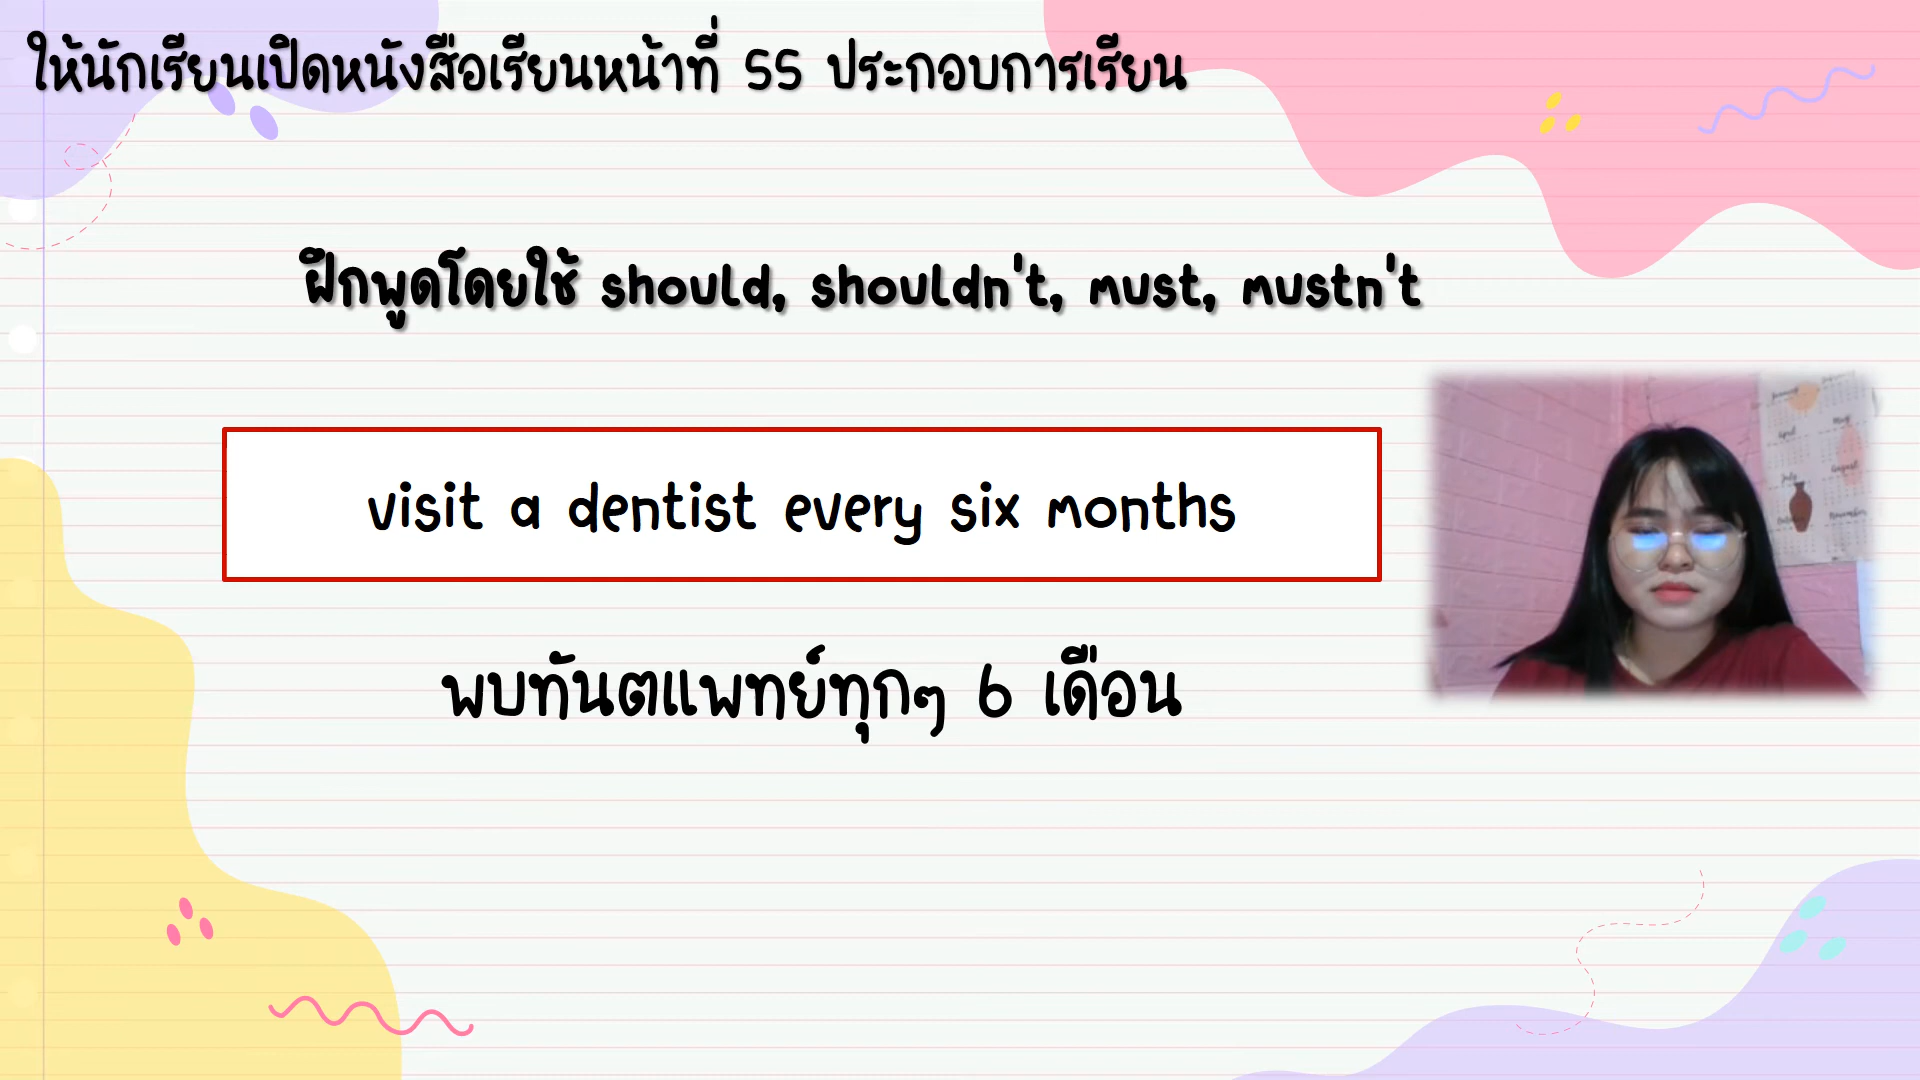 ให้นักเรียนเปิดหนังสือเรียนหน้าที่ 55 ประกอบการเรียน
ฝึกพูดโดยใช้ should, shouldn't, must, mustn't
visit a dentist every six months
พบทันตแพทย์ทุกๆ 6 เดือน
April
July
August